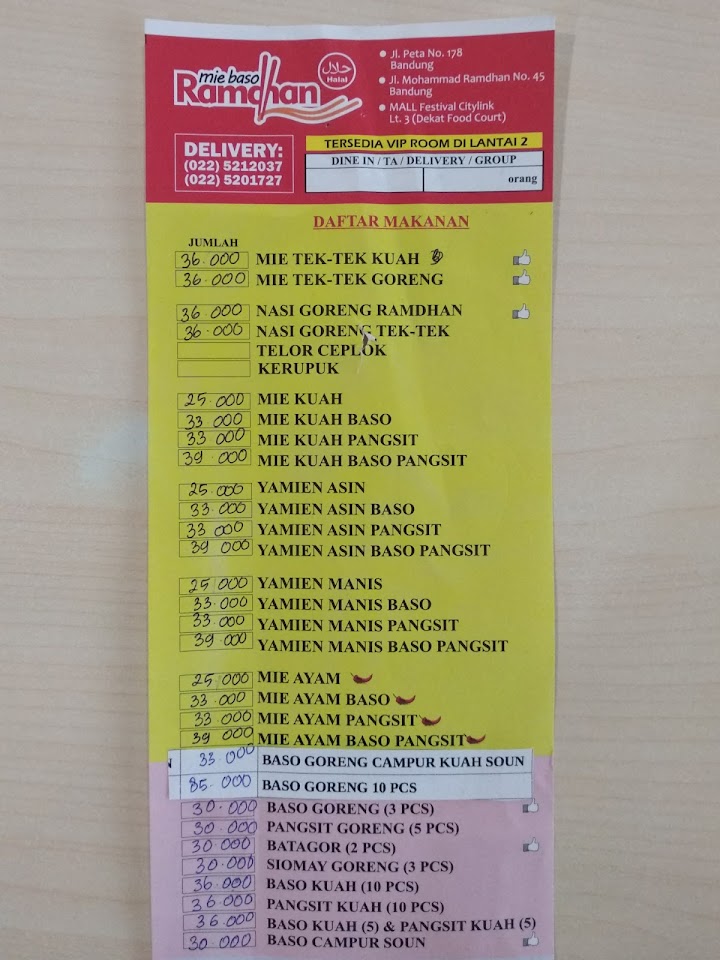 mie baso
Ramdhan
حلال
Halal
Jl. Peta No. 178
Bandung
Jl. Mohammad Ramdhan No. 45
Bandung
MALL Festival Citylink
Lt. 3 (Dekat Food Court)
DELIVERY:
(022) 5212037
(022) 5201727
TERSEDIA VIP ROOM DI LANTAI 2
DINE IN / TA / DELIVERY / GROUP
orang
DAFTAR MAKANAN
JUMLAH
36.000 MIE TEK-TEK KUAH
36.000 MIE TEK-TEK GORENG
36.000 NASI GORENG RAMDHAN
36.000 NASI GORENG TEK-TEK
TELOR CEPLOK
KERUPUK
25.000 MIE KUAH
33.000 MIE KUAH BASO
33.000 MIE KUAH PANGSIT
39.000 MIE KUAH BASO PANGSIT
25.000 YAMIEN ASIN
33.000 YAMIEN ASIN BASO
33.000 YAMIEN ASIN PANGSIT
39.000 YAMIEN ASIN BASO PANGSIT
25.000 YAMIEN MANIS
33.000 YAMIEN MANIS BASO
33.000 YAMIEN MANIS PANGSIT
39.000 YAMIEN MANIS BASO PANGSIT
25.000 MIE AYAM
33.000 MIE AYAM BASO
33.000 MIE AYAM PANGSIT
39.000 MIE AYAM BASO PANGSIT
33.000 BASO GORENG CAMPUR KUAH SOUN
85.000 BASO GORENG 10 PCS
30.000 BASO GORENG (3 PCS)
30.000 PANGSIT GORENG (5 PCS)
30.000 BATAGOR (2 PCS)
30.000 SIOMAY GORENG (3 PCS)
36.000 BASO KUAH (10 PCS)
36.000 PANGSIT KUAH (10 PCS)
36.000 BASO KUAH (5) & PANGSIT KUAH (5)
30.000 BASO CAMPUR SOUN